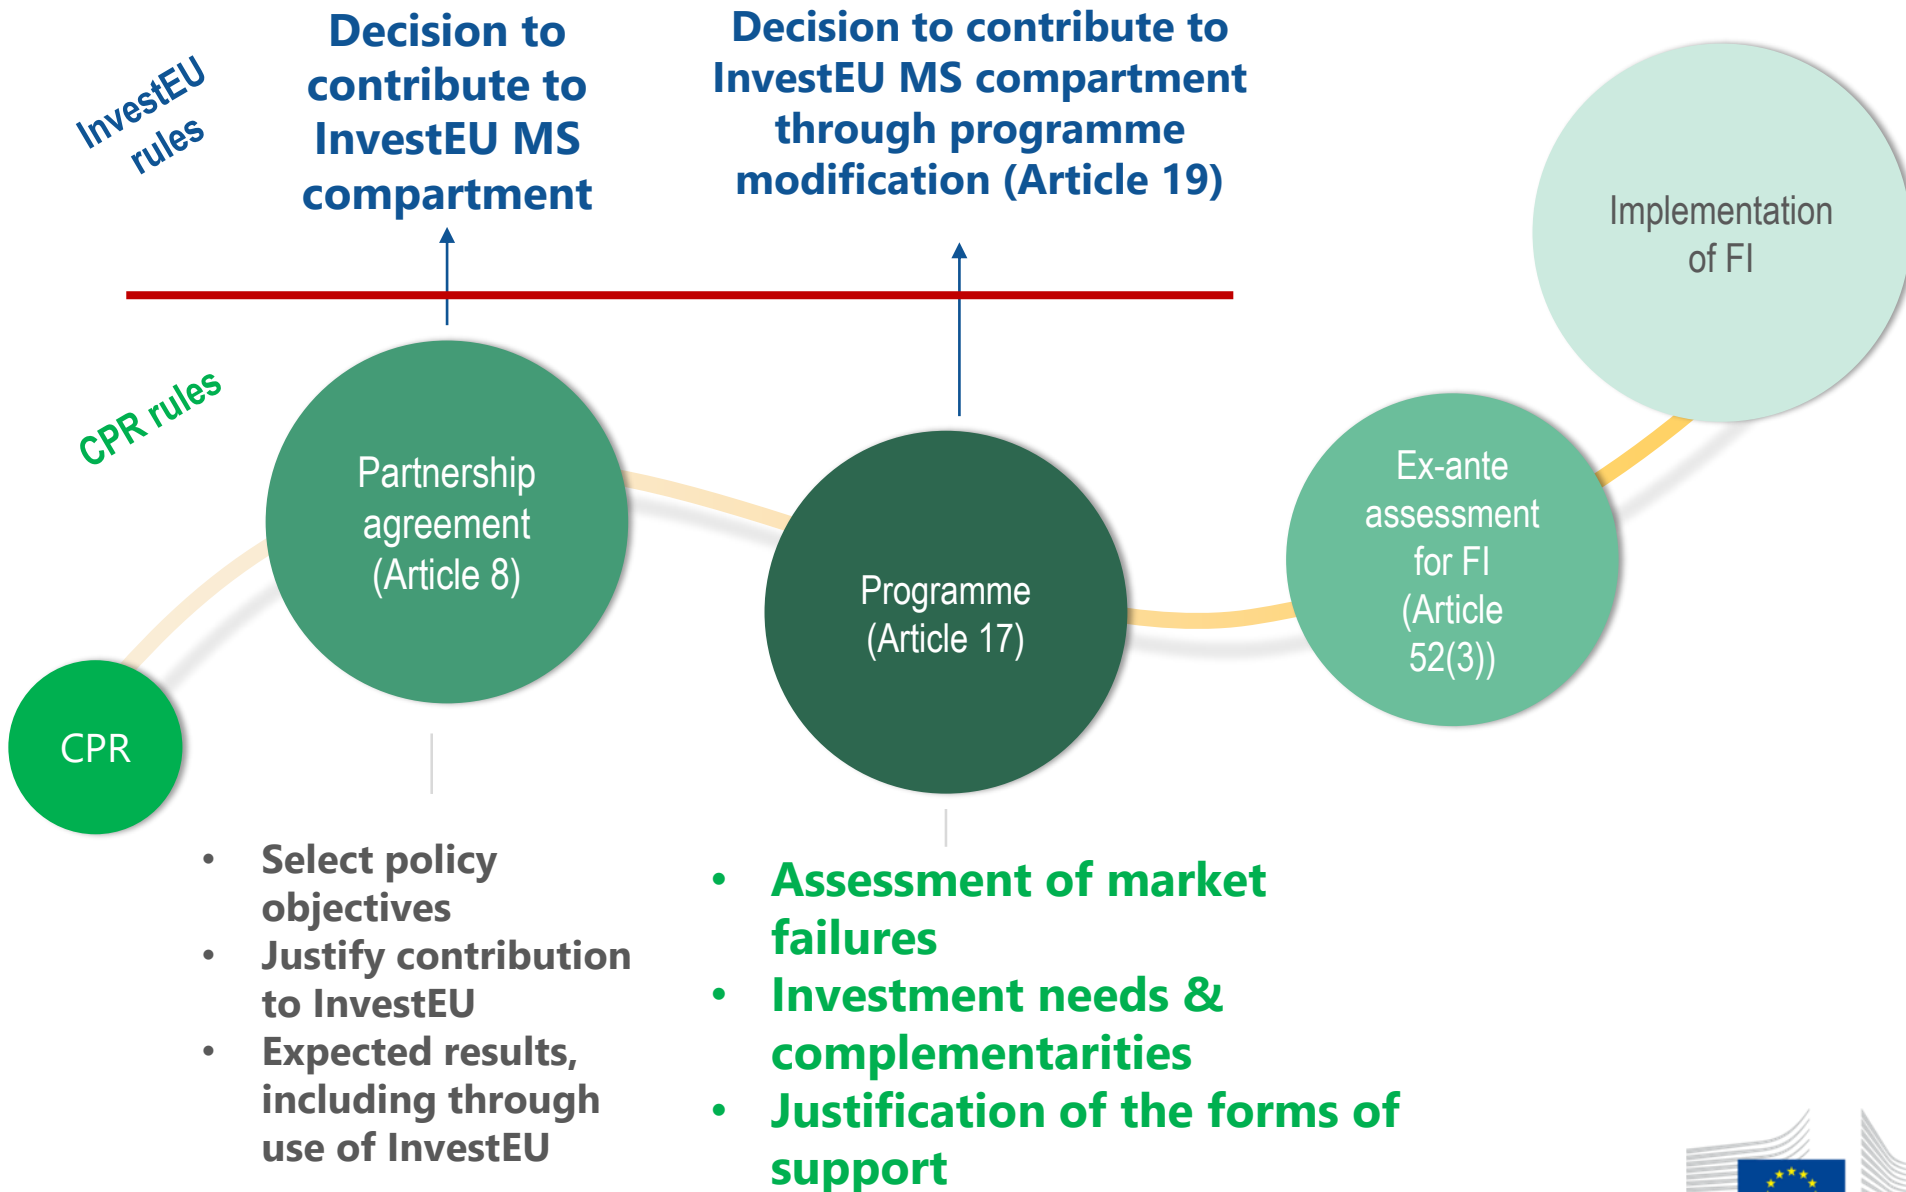 InvestEU
rules
Decision to
contribute to
InvestEU MS
compartment
Decision to contribute to
InvestEU MS compartment
through programme
modification (Article 19)
Implementation
of FI
CPR rules
Partnership
agreement
(Article 8)
Programme
(Article 17)
Ex-ante
assessment
for FI
(Article
52(3))
CPR
• Select policy
objectives
• Justify contribution
to InvestEU
• Expected results,
including through
use of InvestEU
• Assessment of market
failures
• Investment needs &
complementarities
• Justification of the forms of
support